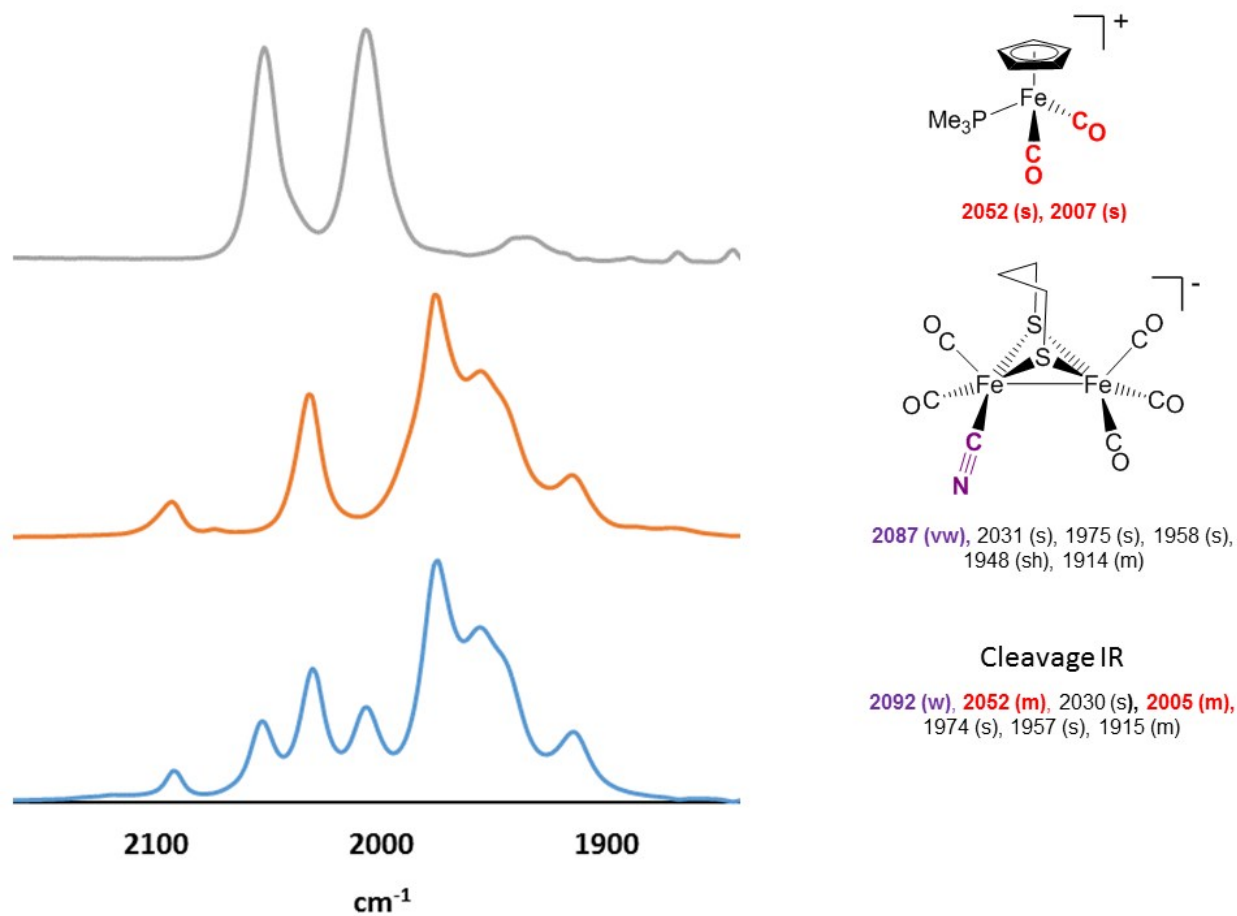 +
Fe
Me3P
CO
C
O
2052 (s), 2007 (s)
-
S
S
OC
CO
Fe
Fe
OC
CO
C
N
C
O
2087 (vw), 2031 (s), 1975 (s), 1958 (s),
1948 (sh), 1914 (m)
Cleavage IR
2092 (w), 2052 (m), 2030 (s), 2005 (m),
1974 (s), 1957 (s), 1915 (m)
2100 2000 1900
cm-1